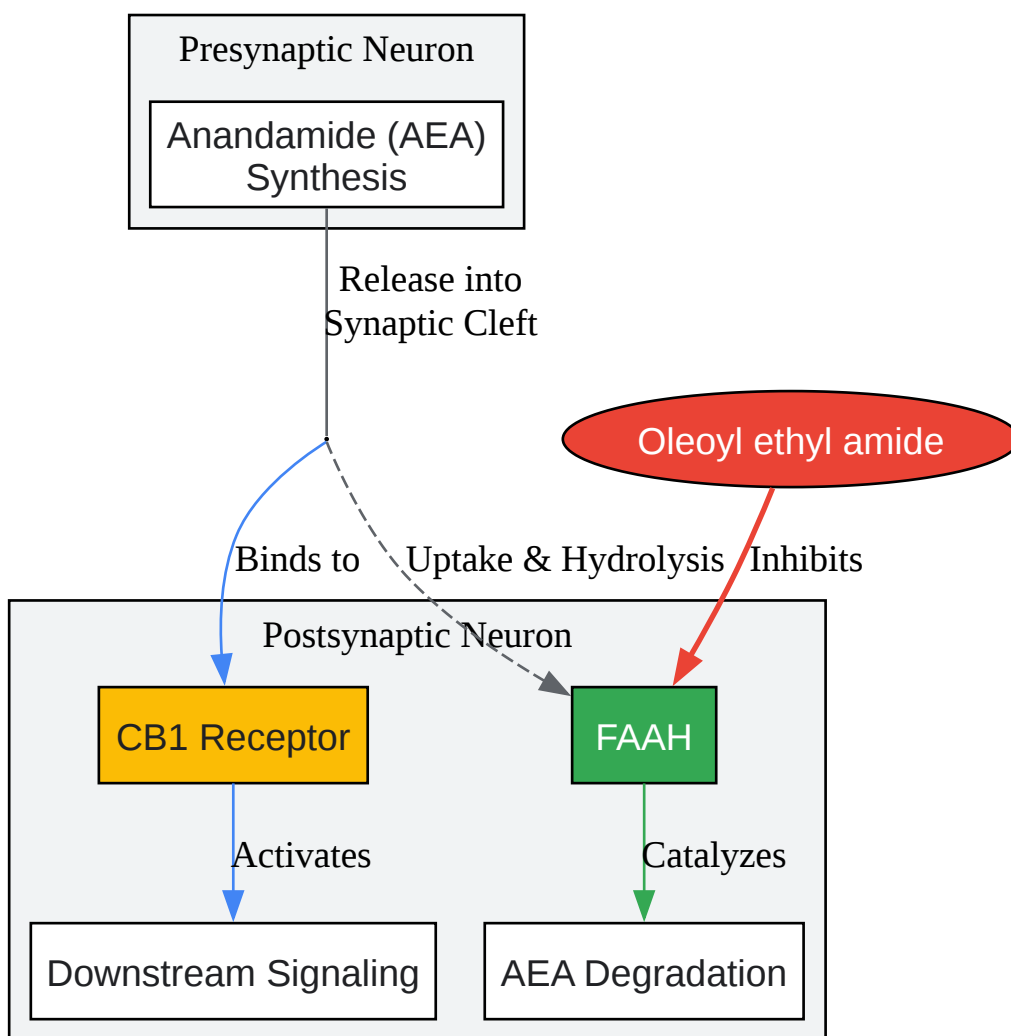 Presynaptic Neuron
Anandamide (AEA)
Synthesis
Release into
Synaptic Cleft
Oleoyl ethyl amide
Binds to
Uptake & Hydrolysis
Inhibits
Postsynaptic Neuron
CB1 Receptor
FAAH
Activates
Catalyzes
Downstream Signaling
AEA Degradation